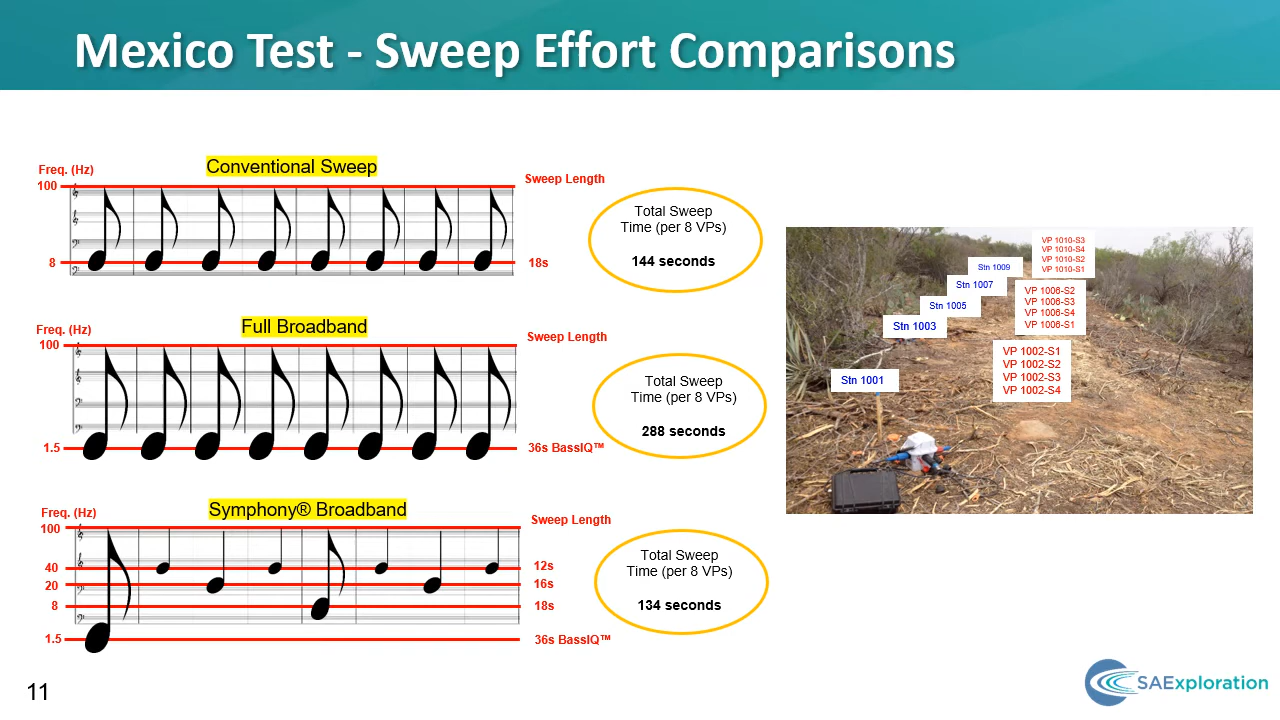 Mexico Test - Sweep Effort Comparisons
Conventional Sweep
Freq. (Hz)
100
8
Sweep Length
18s
Total Sweep
Time (per 8 VPs)
144 seconds
Full Broadband
Freq. (Hz)
100
1.5
Sweep Length
36s BassIQ™
Total Sweep
Time (per 8 VPs)
288 seconds
Symphony® Broadband
Freq. (Hz)
100
40
20
8
1.5
Sweep Length
12s
16s
18s
36s BassIQ™
Total Sweep
Time (per 8 VPs)
134 seconds
VP 1010-S3
VP 1010-S4
VP 1010-S2
VP 1010-S1
Stn 1009
Stn 1007
Stn 1005
Stn 1003
Stn 1001
VP 1006-S2
VP 1006-S3
VP 1006-S4
VP 1006-S1
VP 1002-S1
VP 1002-S2
VP 1002-S3
VP 1002-S4
11
SAExploration